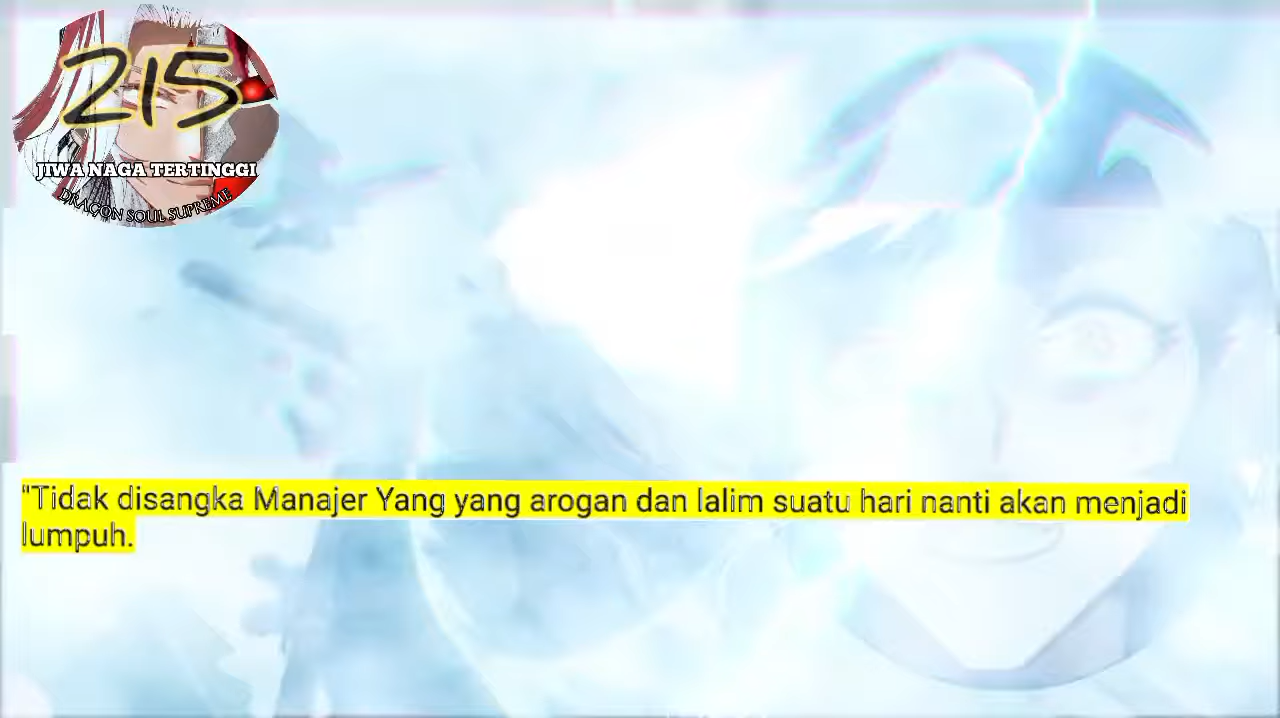 215
JIWA NAGA TERTINGGI
DRAGON SOUL SUPREME
"Tidak disangka Manajer Yang yang arogan dan lalim suatu hari nanti akan menjadi
lumpuh.